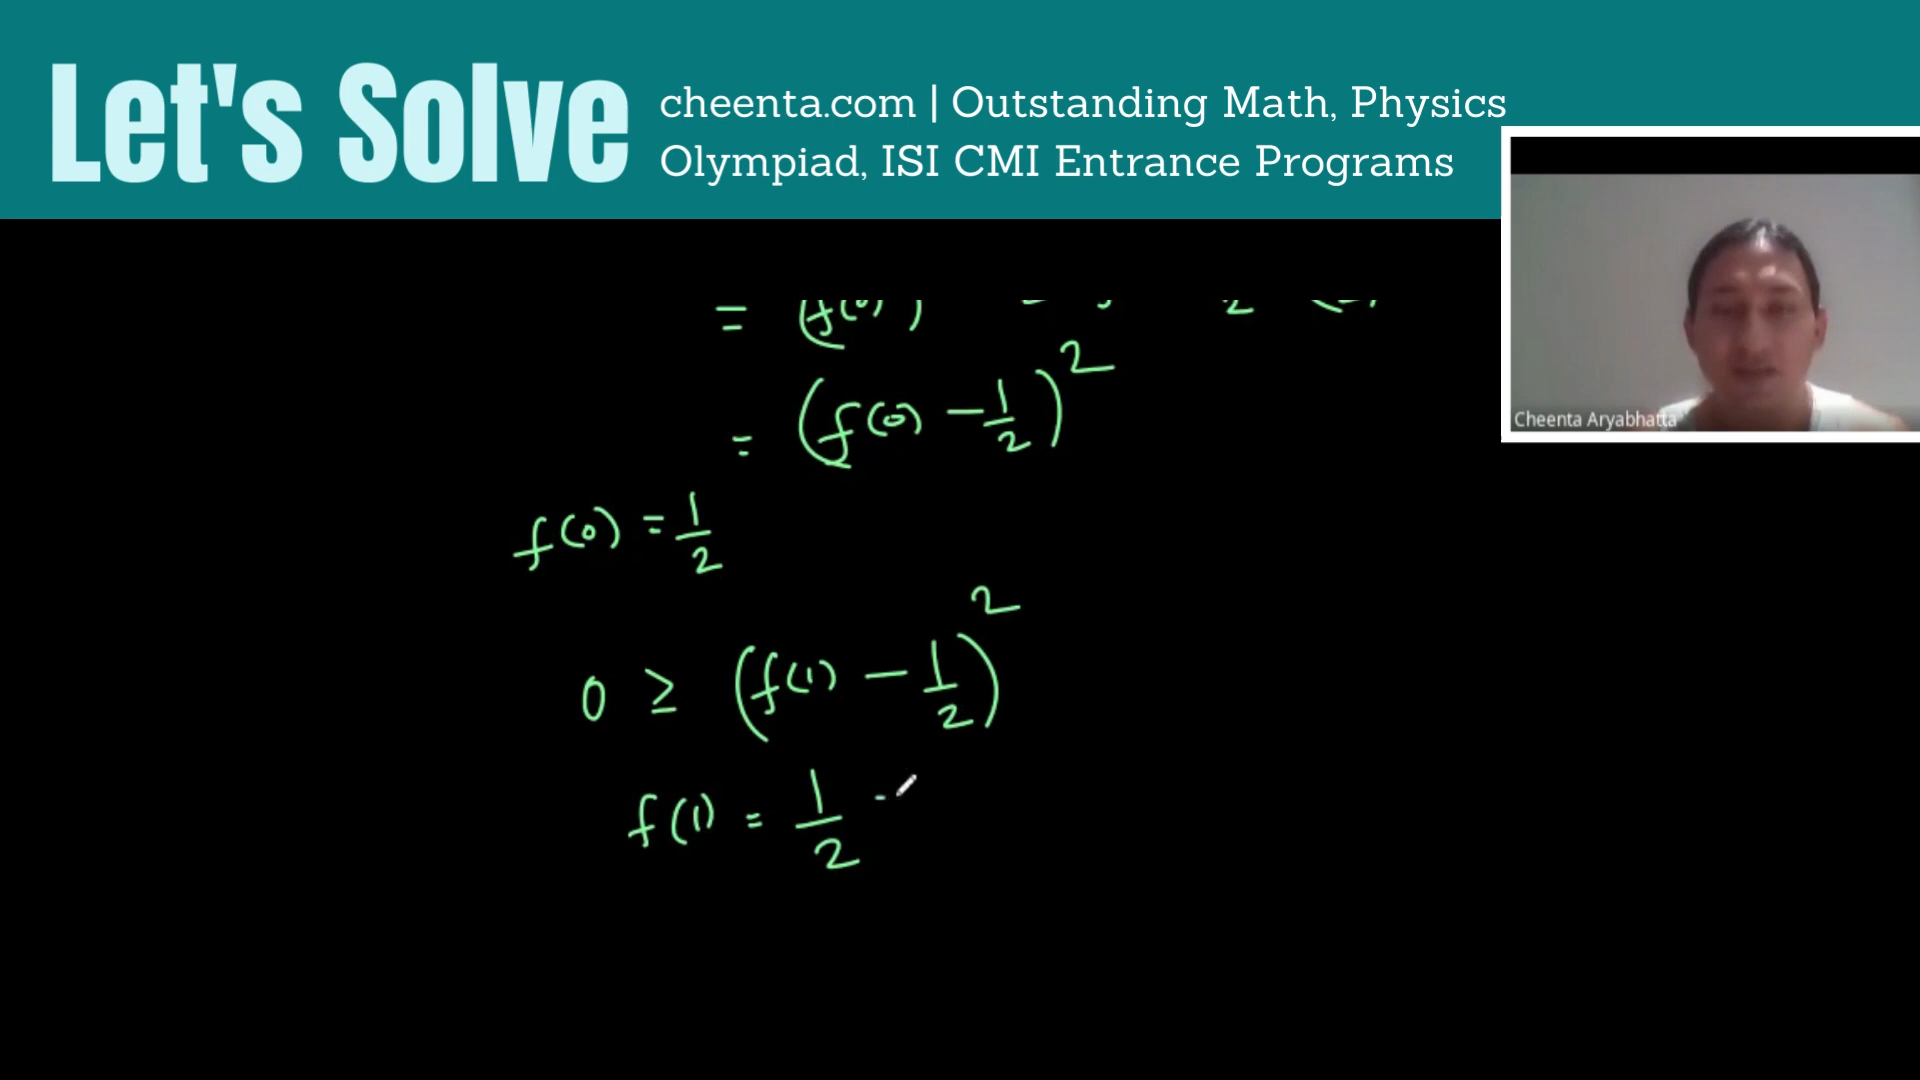 Let's Solve
cheenta.com | Outstanding Math, Physics
Olympiad, ISI CMI Entrance Programs
Cheenta Aryabhatta
= (f(0))
= (f(0) - 1/2)^2
f(0) = 1/2
0 ≥ (f(1) - 1/2)^2
f(1) = 1/2 -